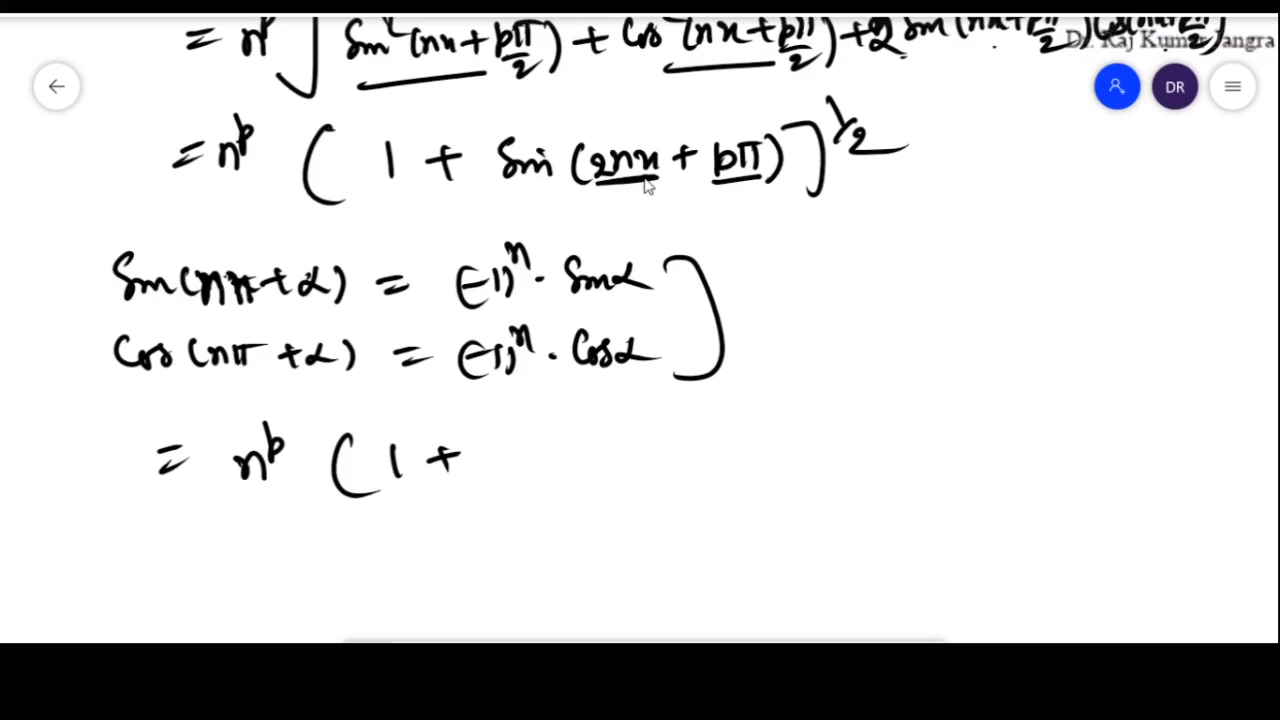 = n^p √ Sin²(nx + pπ/2) + Cos²(nx + pπ/2) + 2 Sin(nx + pπ/2) Cos(nx + pπ/2)
Dr. Raj Kumar Jangra
DR
= n^p ( 1 + Sin (2nx + pπ) ]^1/2
Sin(nπ + α) = (-1)^n . Sinα
Cos (nπ + α) = (-1)^n . Cosα
= n^p ( 1 +